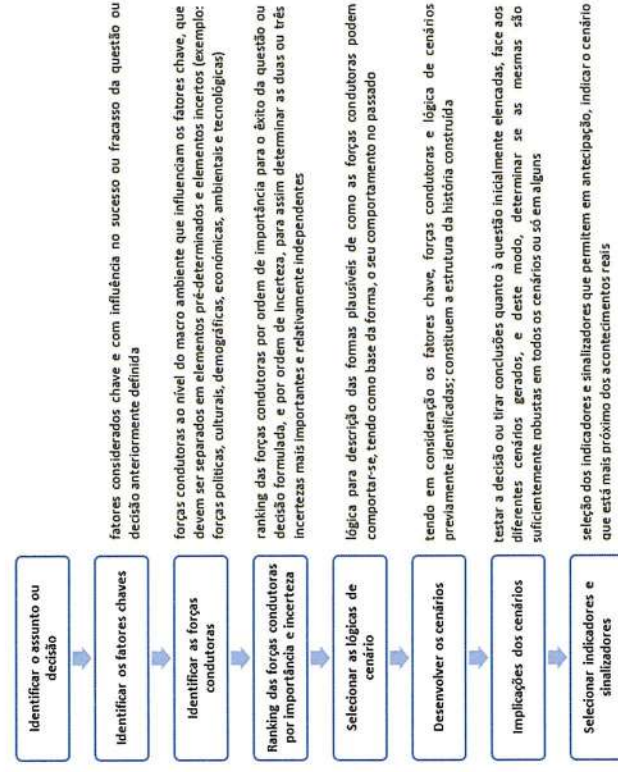 Identificar o assunto ou
decisão
Identificar os fatores chaves
fatores considerados chave e com influência no sucesso ou fracasso da questão ou
decisão anteriormente definida
Identificar as forças
condutoras
forças condutoras ao nível do macro ambiente que influenciam os fatores chave, que
devem ser separados em elementos pré-determinados e elementos incertos (exemplo:
forças politicas, culturais, demográficas, económicas, ambientais e tecnológicas)
Ranking das forças condutoras
por importância e incerteza
ranking das forças condutoras por ordem de importância para o êxito da questão ou
decisão formulada, e por ordem de incerteza, para assim determinar as duas ou três
incertezas mais importantes e relativamente independentes
Selecionar as lógicas de
cenário
lógica para descrição das formas plausíveis de como as forças condutoras podem
comportar-se, tendo como base da forma, o seu comportamento no passado
Desenvolver os cenários
tendo em consideração os fatores chave, forças condutoras e lógica de cenários
previamente identificadas; constituem a estrutura da história construída
Implicações dos cenários
testar a decisão ou tirar conclusões quanto à questão inicialmente elencadas, face aos
diferentes cenários gerados, e deste modo, determinar se as mesmas são
suficientemente robustas em todos os cenários ou só em alguns
Selecionar indicadores e
sinalizadores
seleção dos indicadores e sinalizadores que permitem em antecipação, indicar o cenário
que está mais próximo dos acontecimentos reais